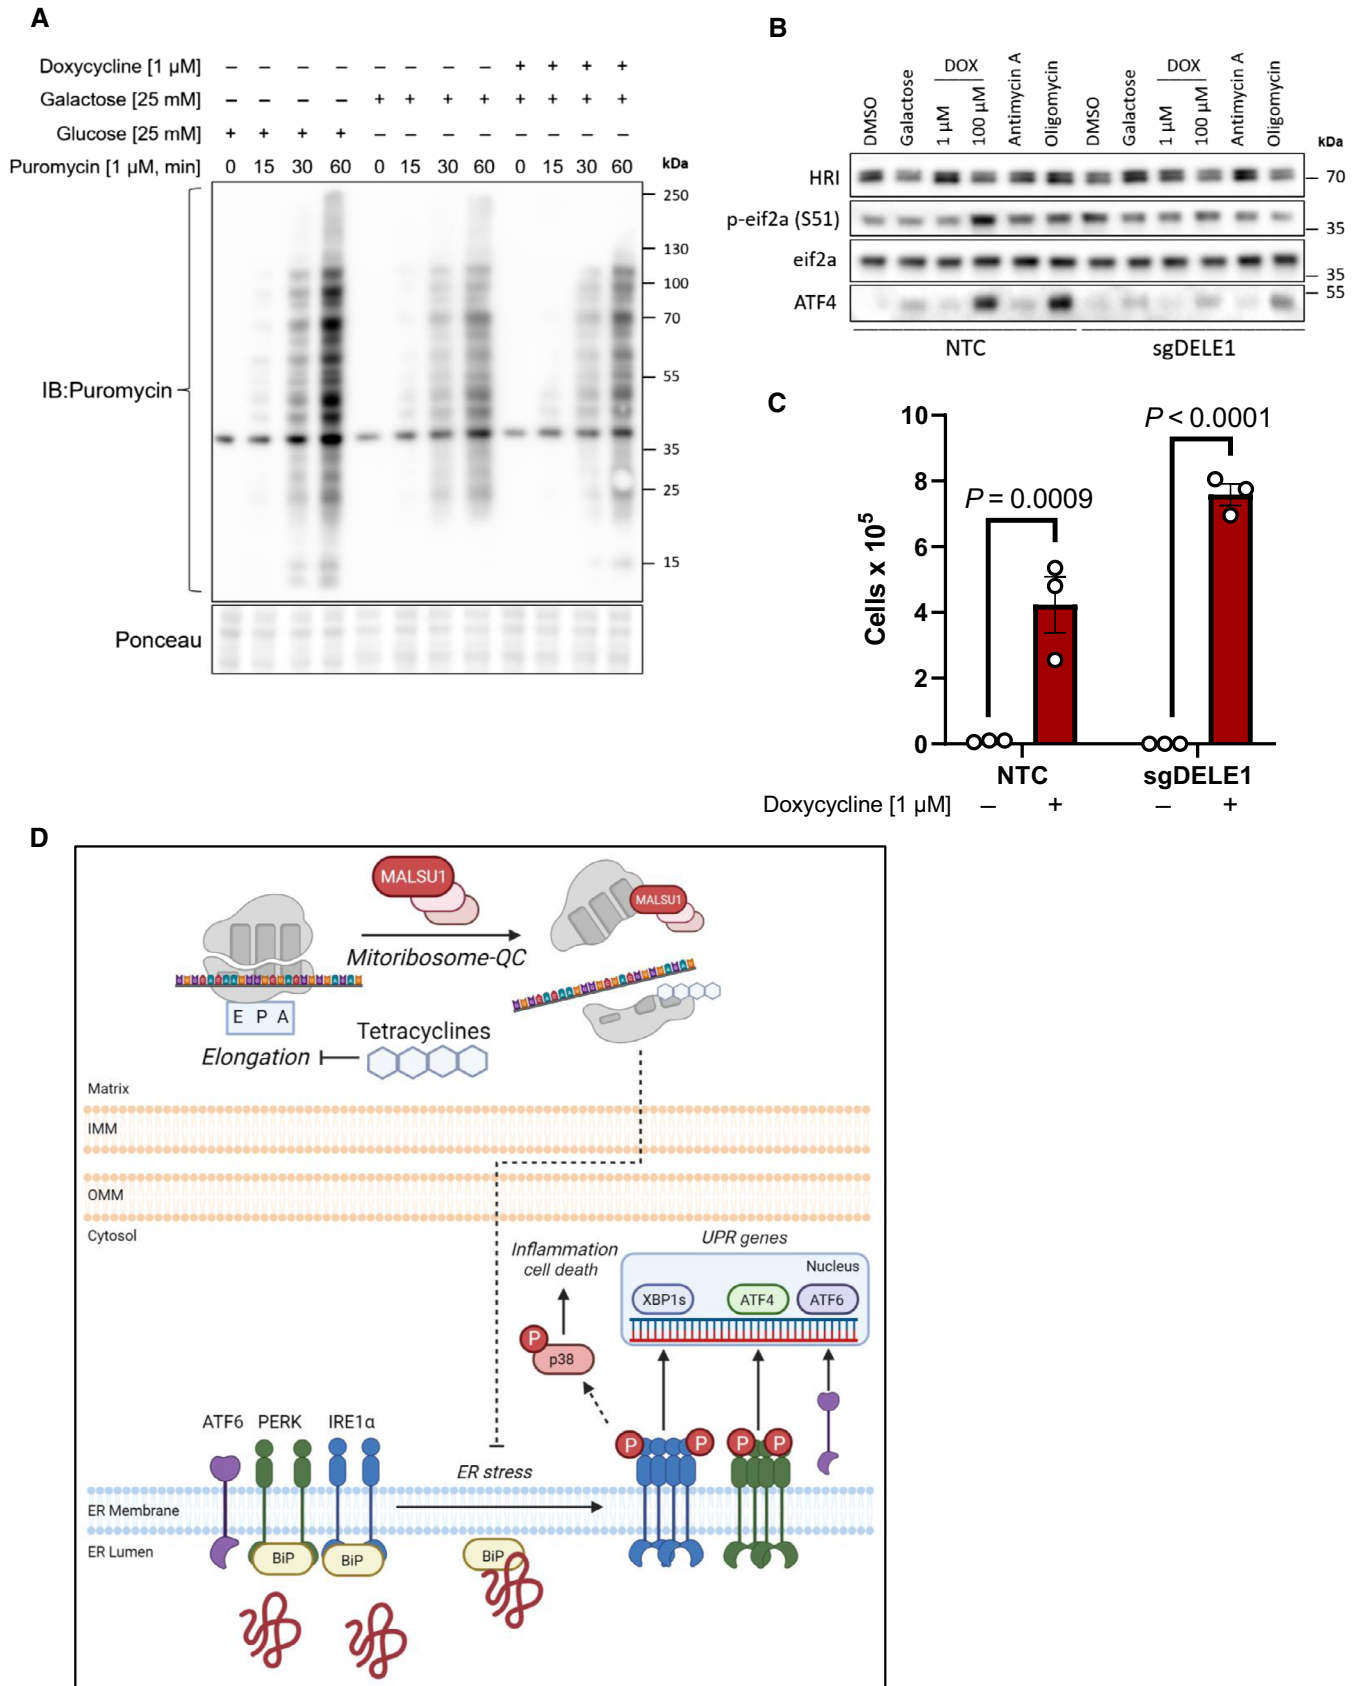 A
Doxycycline [1 µM] – – – – – – – – + + + +
Galactose [25 mM] – – – – + + + + + + + +
Glucose [25 mM] + + + + – – – – – – – –
Puromycin [1 µM, min] 0 15 30 60 0 15 30 60 0 15 30 60
kDa
250
130
100
70
55
35
25
15
IB:Puromycin
Ponceau
B
DMSO Galactose DOX 1 µM 100 µM Antimycin A Oligomycin DMSO Galactose DOX 1 µM 100 µM Antimycin A Oligomycin
kDa
HRI 70
p-eif2a (S51) 35
eif2a 35
ATF4 55
NTC sgDELE1
C
P < 0.0001
P = 0.0009
Cells x 10⁵
10
8
6
4
2
0
NTC sgDELE1
Doxycycline [1 µM] – + – +
D
MALSU1
MALSU1
Mitoribosome-QC
E P A
Tetracyclines
Elongation
Matrix
IMM
OMM
Cytosol
Inflammation
cell death
UPR genes
Nucleus
XBP1s ATF4 ATF6
P
p38
ATF6 PERK IRE1α
P P P P
ER stress
ER Membrane
ER Lumen
BiP BiP BiP